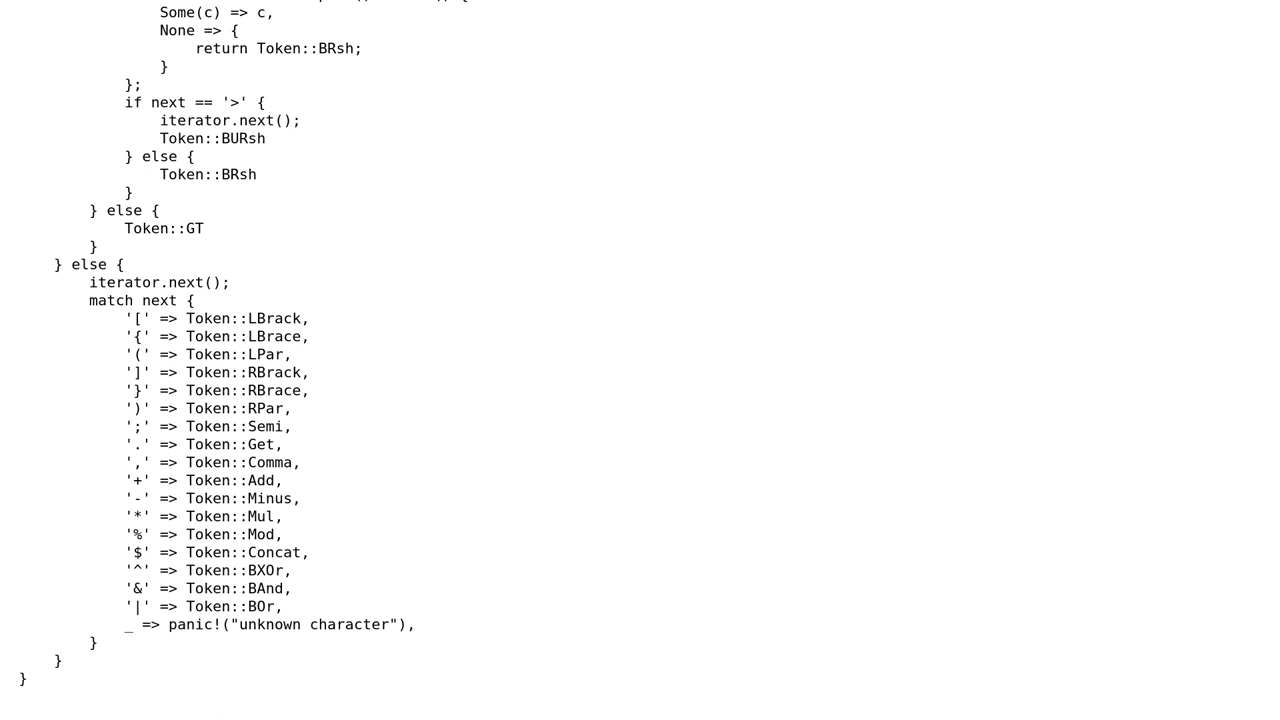 Some(c) => c,
None => {
return Token::BRsh;
}
};
if next == '>' {
iterator.next();
Token::BURsh
} else {
Token::BRsh
}
} else {
Token::GT
}
} else {
iterator.next();
match next {
'[' => Token::LBrack,
'{' => Token::LBrace,
'(' => Token::LPar,
']' => Token::RBrack,
'}' => Token::RBrace,
')' => Token::RPar,
';' => Token::Semi,
'.' => Token::Get,
',' => Token::Comma,
'+' => Token::Add,
'-' => Token::Minus,
'*' => Token::Mul,
'%' => Token::Mod,
'$' => Token::Concat,
'^' => Token::BXOr,
'&' => Token::BAnd,
'|' => Token::BOr,
_ => panic!("unknown character"),
}
}
}